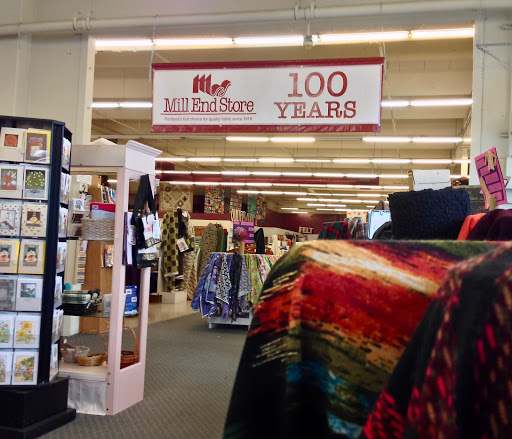 Mill End Store
Portland's first choice for quality fabric since 1918
100
YEARS
FELT